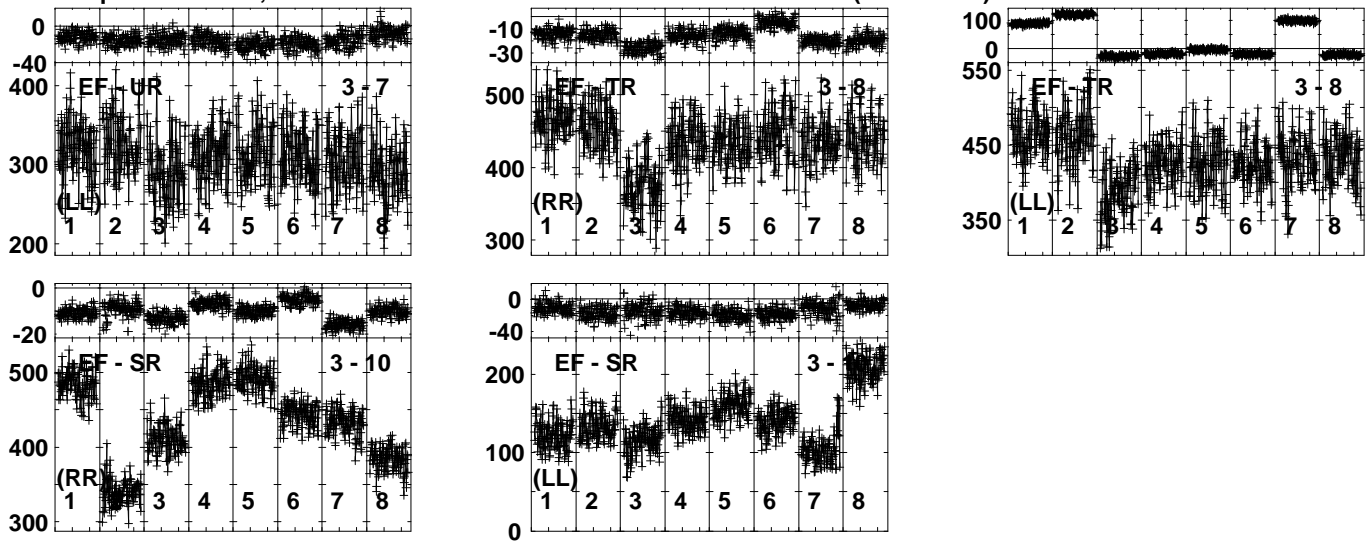 0
-40
400
300
200
EF - UR 3 - 7
(LL)
1 2 3 4 5 6 7 8
-10
-30
500
400
300
EF - TR 3 - 8
(RR)
1 2 3 4 5 6 7 8
100
0
550
450
350
EF - TR 3 - 8
(LL)
1 2 3 4 5 6 7 8
0
-20
500
400
300
EF - SR 3 - 10
(RR)
1 2 3 4 5 6 7 8
0
-40
200
100
0
EF - SR 3 -
(LL)
1 2 3 4 5 6 7 8